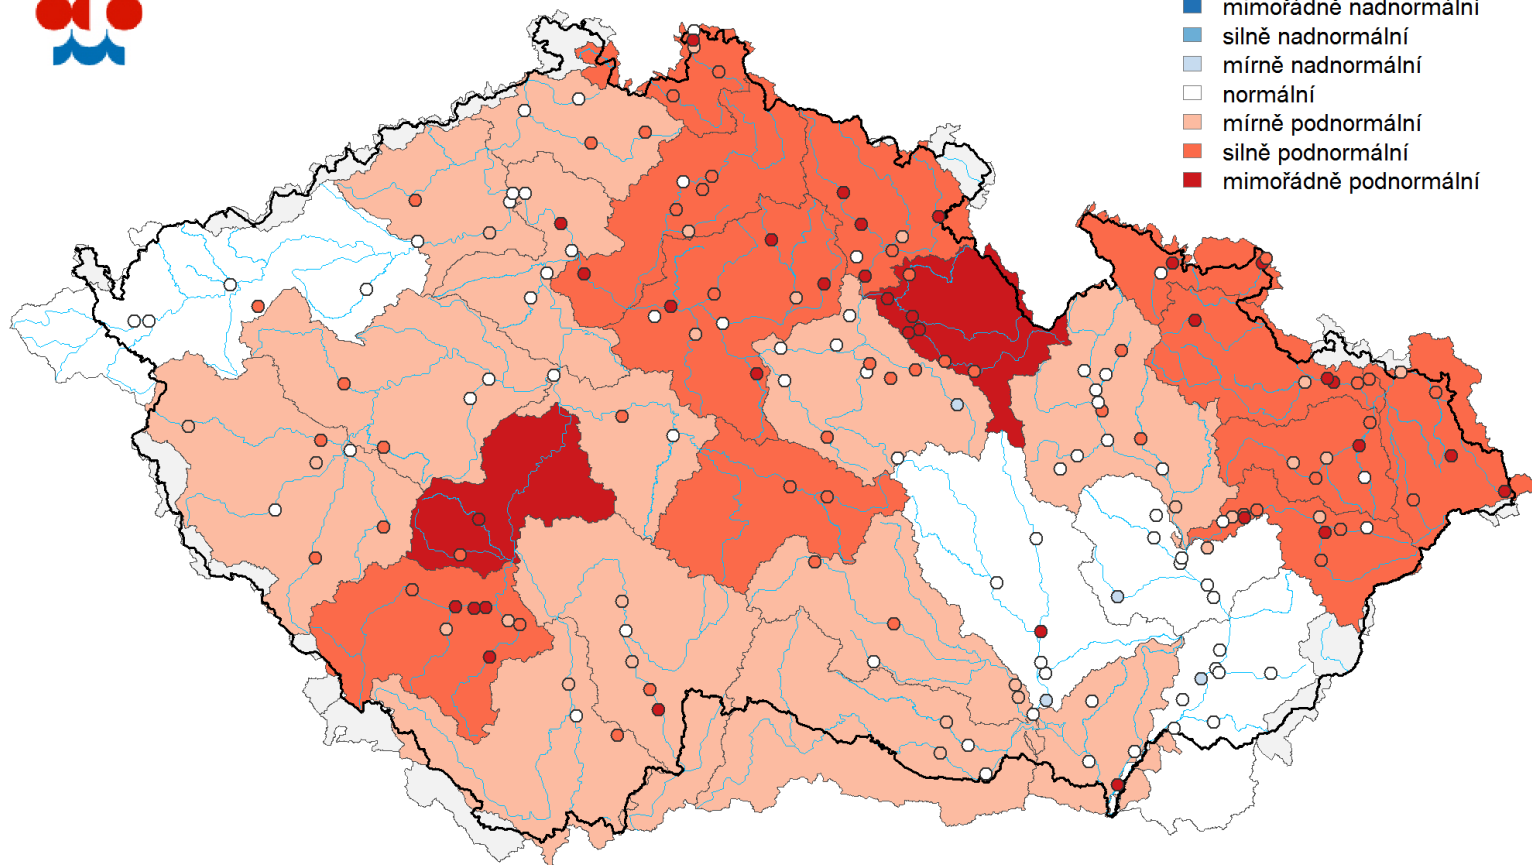 mimořádně nadnormální
silně nadnormální
mírně nadnormální
normální
mírně podnormální
silně podnormální
mimořádně podnormální